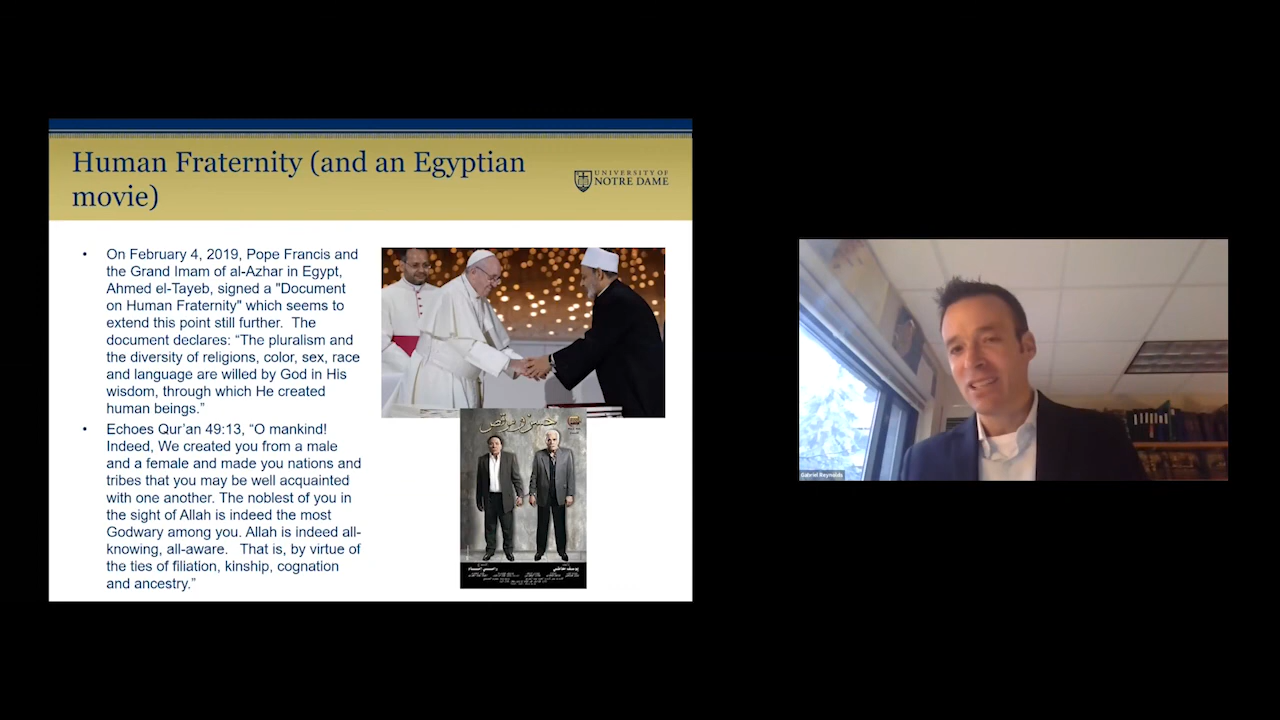 Human Fraternity (and an Egyptian
movie)
UNIVERSITY OF
NOTRE DAME
• On February 4, 2019, Pope Francis and
the Grand Imam of al-Azhar in Egypt,
Ahmed el-Tayeb, signed a "Document
on Human Fraternity" which seems to
extend this point still further.  The
document declares: “The pluralism and
the diversity of religions, color, sex, race
and language are willed by God in His
wisdom, through which He created
human beings.”
• Echoes Qur’an 49:13, “O mankind!
Indeed, We created you from a male
and a female and made you nations and
tribes that you may be well acquainted
with one another. The noblest of you in
the sight of Allah is indeed the most
Godwary among you. Allah is indeed all-
knowing, all-aware.   That is, by virtue of
the ties of filiation, kinship, cognation
and ancestry.”
حسن ومرقص
Gabriel Reynolds